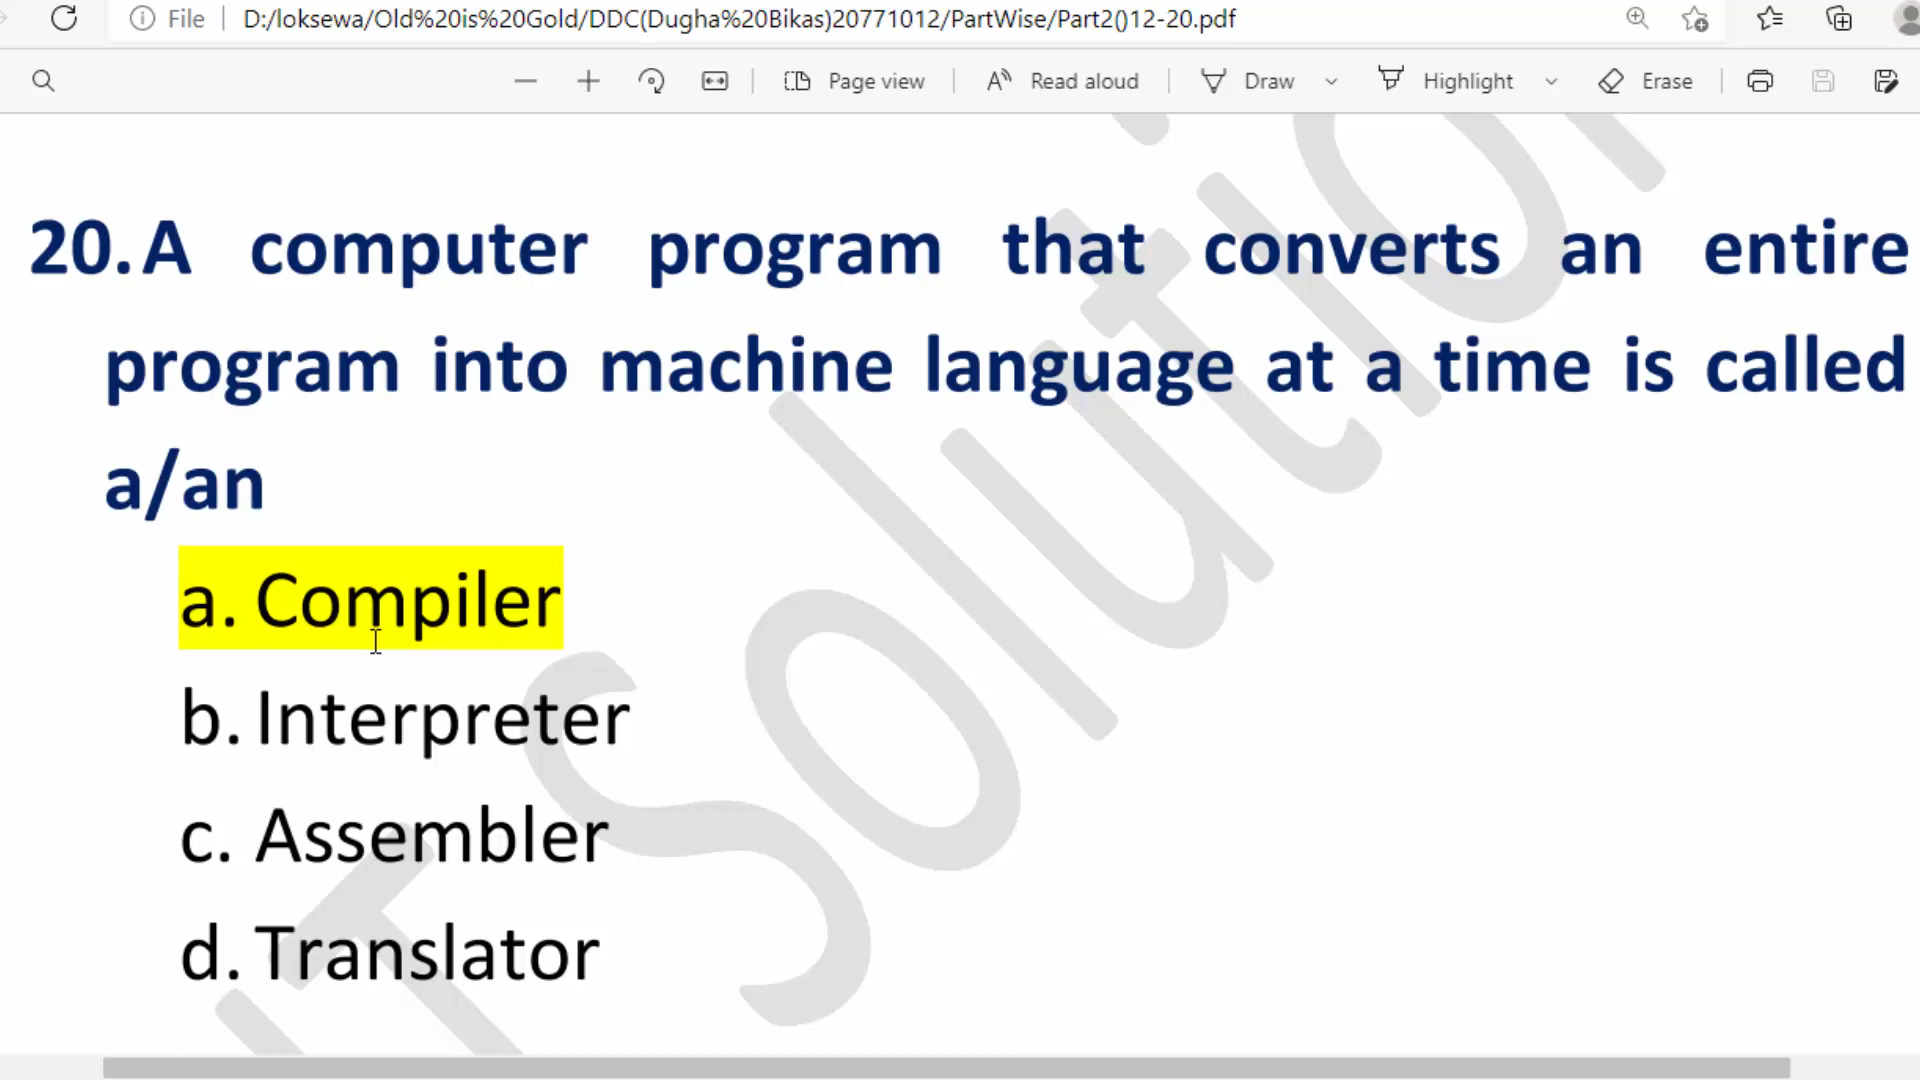 File D:/loksewa/Old%20is%20Gold/DDC(Dugha%20Bikas)20771012/PartWise/Part2()12-20.pdf
Page view Read aloud Draw Highlight Erase
20. A computer program that converts an entire
program into machine language at a time is called
a/an
a. Compiler
b. Interpreter
c. Assembler
d. Translator
IT Solution